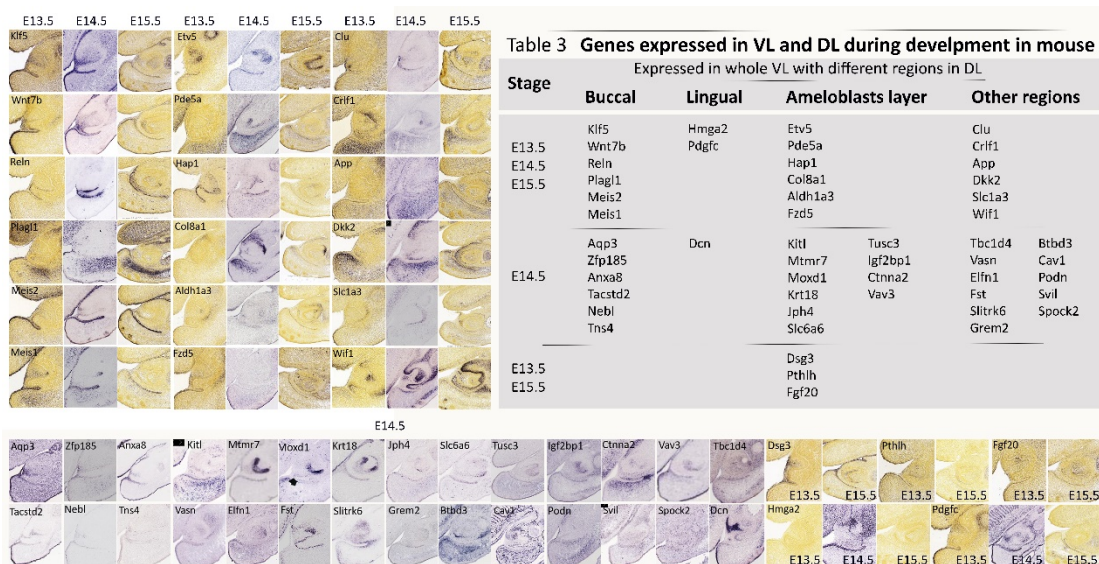 E13.5 E14.5 E15.5 E13.5 E14.5 E15.5 E13.5 E14.5 E15.5
Klf5 Etv5 Clu
Wnt7b Pde5a Crlf1
Reln Hap1 App
Plagl1 Col8a1 Dkk2
Meis2 Aldh1a3 Slc1a3
Meis1 Fzd5 Wif1
Table 3 Genes expressed in VL and DL during develpment in mouse
Stage
Expressed in whole VL with different regions in DL
Buccal Lingual Ameloblasts layer Other regions
Klf5 Hmga2 Etv5 Clu
E13.5 Wnt7b Pdgfc Pde5a Crlf1
E14.5 Reln Hap1 App
E15.5 Plagl1 Col8a1 Dkk2
Meis2 Aldh1a3 Slc1a3
Meis1 Fzd5 Wif1
Aqp3 Dcn Kitl Tusc3 Tbc1d4 Btbd3
Zfp185 Mtmr7 Igf2bp1 Vasn Cav1
E14.5 Anxa8 Moxd1 Ctnna2 Elfn1 Podn
Tacstd2 Krt18 Vav3 Fst Svil
Nebl Jph4 Slitrk6 Spock2
Tns4 Slc6a6 Grem2
Dsg3
E13.5 Pthlh
E15.5 Fgf20
E14.5
Aqp3 Zfp185 Anxa8 Kitl Mtmr7 Moxd1 Krt18 Jph4 Slc6a6 Tusc3 Igf2bp1 Ctnna2 Vav3 Tbc1d4 Dsg3 Pthlh Fgf20
E13.5 E15.5 E13.5 E15.5 E13.5 E15.5
Tacstd2 Nebl Tns4 Vasn Elfn1 Fst Slitrk6 Grem2 Btbd3 Cav1 Podn Svil Spock2 Dcn Hmga2 Pdgfc
E13.5 E14.5 E15.5 E13.5 E14.5 E15.5